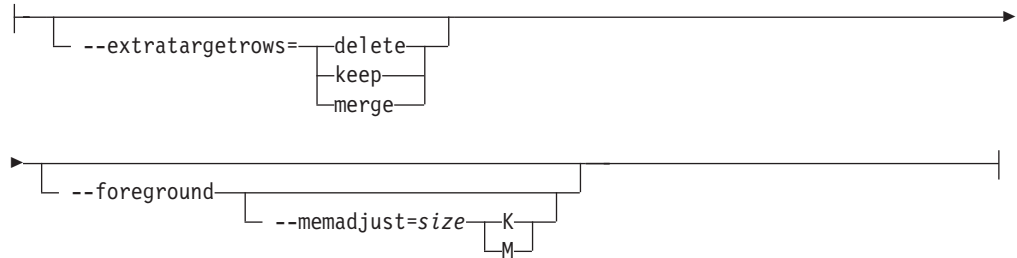 --extratargetrows= delete
keep
merge
--foreground
--memadjust=size K
M